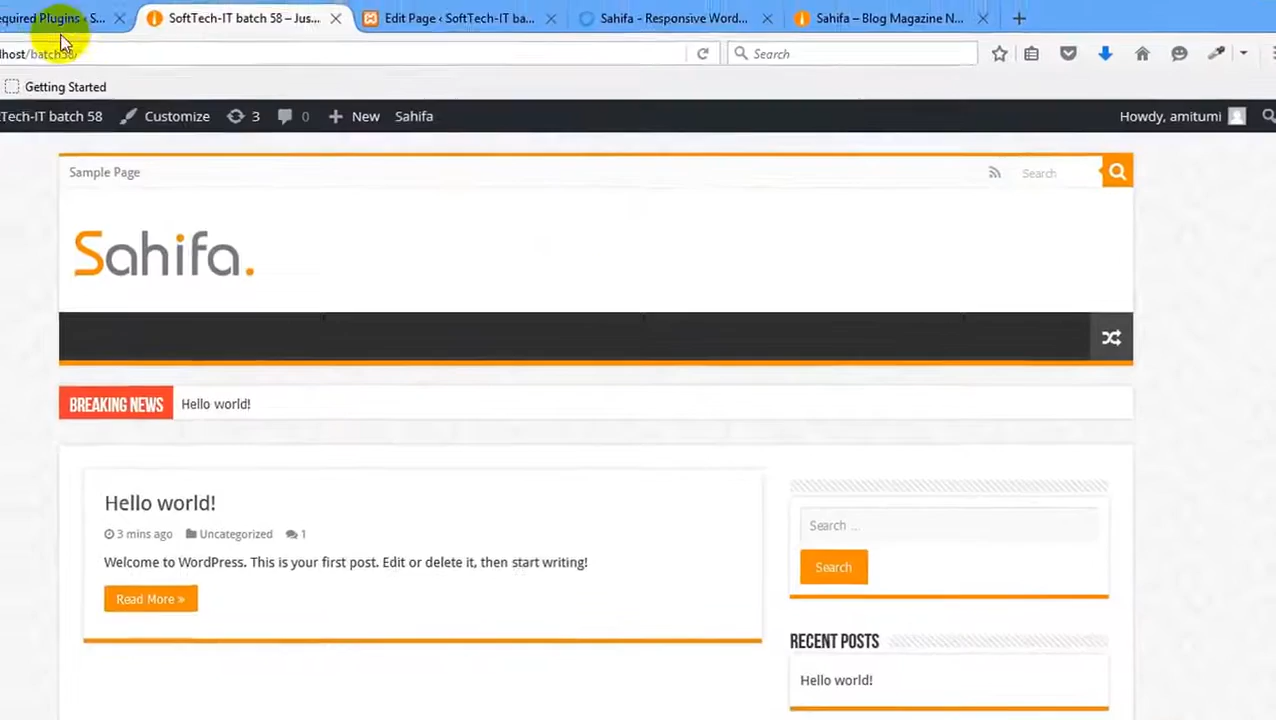 equired Plugins ‹ S...
SoftTech-IT batch 58 – Jus...
Edit Page ‹ SoftTech-IT ba...
Sahifa - Responsive Word...
Sahifa – Blog Magazine N...
lhost/batch58/
Search
Getting Started
tTech-IT batch 58
Customize
3
0
New
Sahifa
Howdy, amitumi
Sample Page
Search
Sahifa.
BREAKING NEWS
Hello world!
Hello world!
3 mins ago
Uncategorized
1
Welcome to WordPress. This is your first post. Edit or delete it, then start writing!
Read More »
Search ...
Search
RECENT POSTS
Hello world!